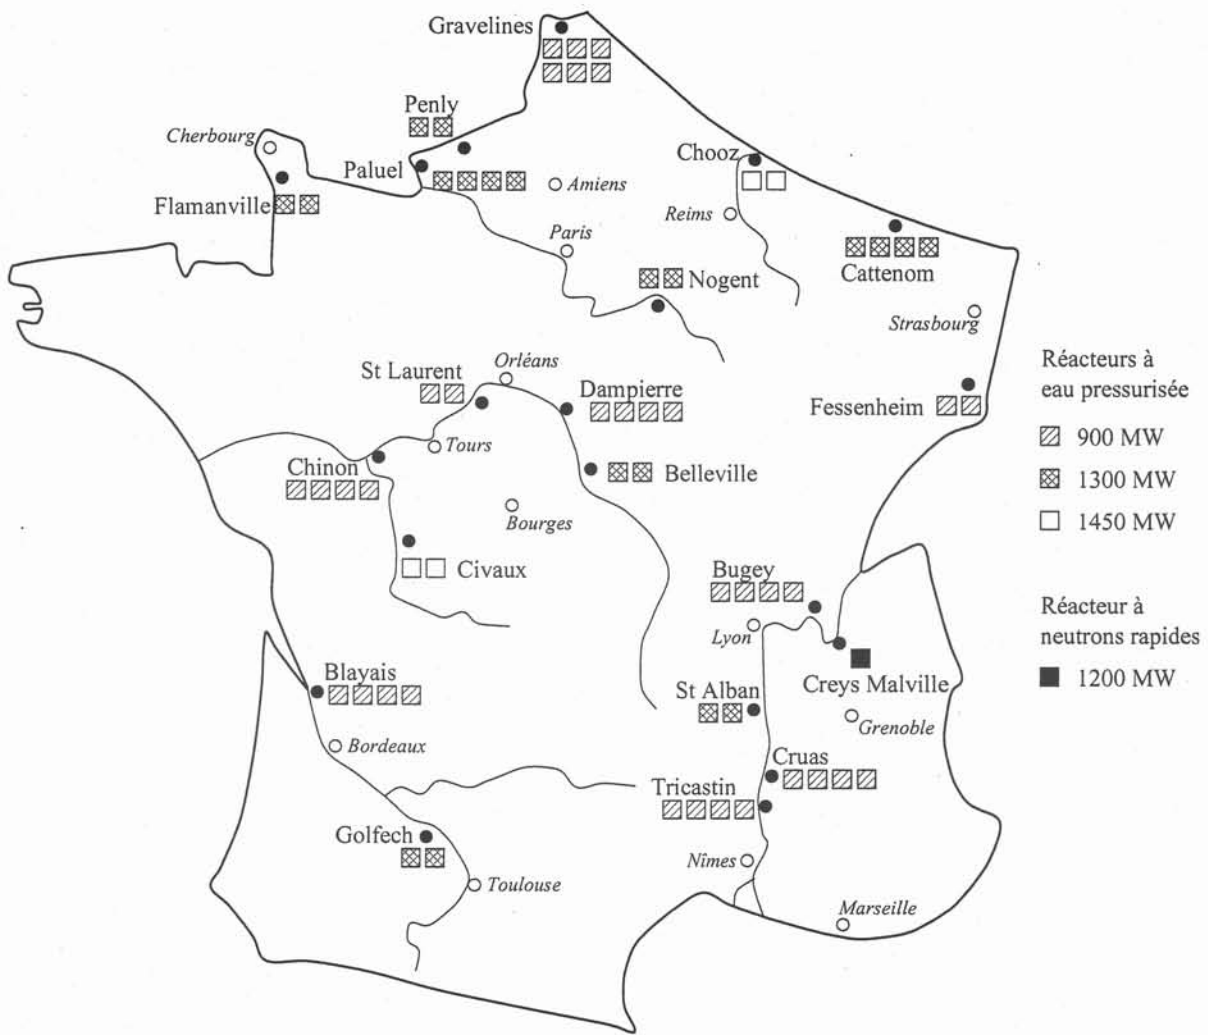 Gravelines
Penly
Cherbourg
Paluel
Chooz
Amiens
Flamanville
Reims
Paris
Cattenom
Nogent
Strasbourg
Orléans
St Laurent
Dampierre
Fessenheim
Tours
Chinon
Belleville
Bourges
Civaux
Bugey
Lyon
Creys Malville
Blayais
St Alban
Grenoble
Bordeaux
Cruas
Tricastin
Golfech
Nîmes
Toulouse
Marseille
Réacteurs à
eau pressurisée
900 MW
1300 MW
1450 MW
Réacteur à
neutrons rapides
1200 MW